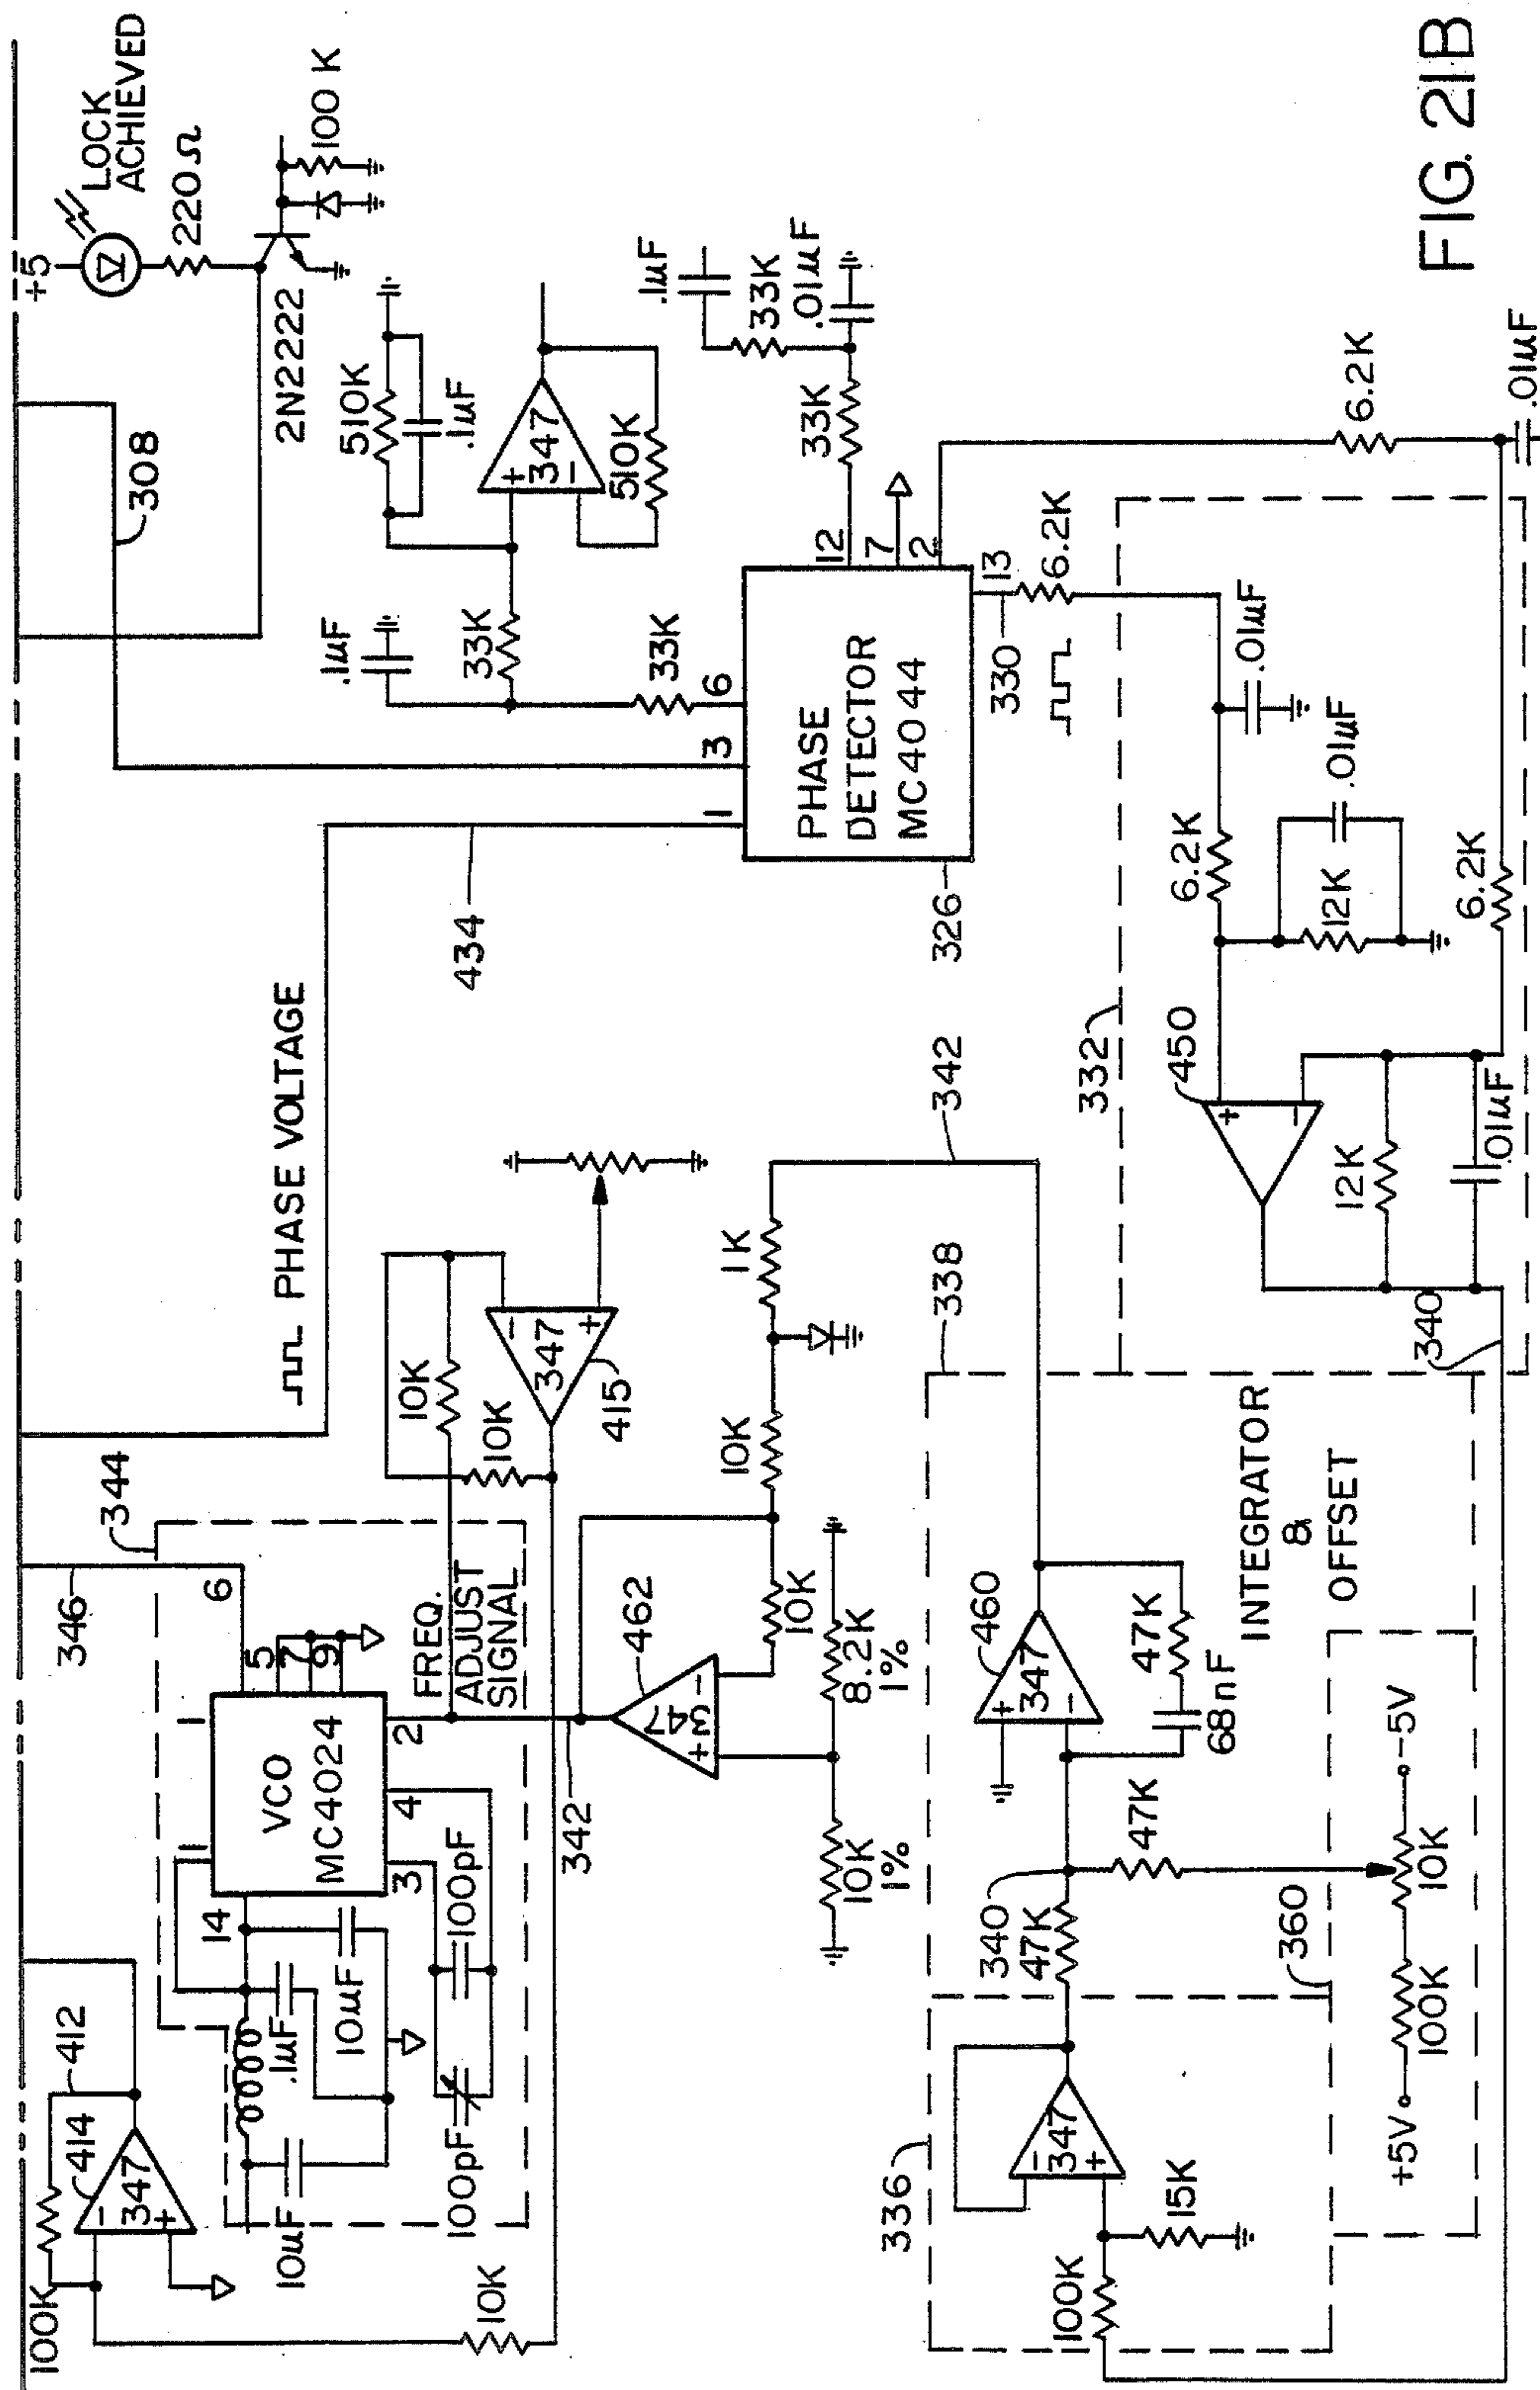 +5
LOCK
ACHIEVED
220Ω
100 K
2N2222
308
510K
.1uF
+
347
−
510K
.1uF
33K
33K
.1uF
33K
.01uF
33K
12
7
2
1
3
6
13
PHASE
DETECTOR
MC4044
326
330
6.2K
6.2K
.01uF
PHASE VOLTAGE
434
332
.01uF
6.2K
12K
.01uF
6.2K
450
+
−
12K
.01uF
340
344
346
6
5
7
9
1
1
VCO
MC4024
14
2
4
3
FREQ.
ADJUST
SIGNAL
342
.1uF
10uF
10uF
100pF
100pF
412
414
100K
−
347
+
10K
10K
10K
−
347
+
415
462
−
347
+
10K
10K
1K
8.2K
1%
10K
1%
342
338
INTEGRATOR
&
OFFSET
460
+
347
−
47K
68nF
47K
340
47K
360
336
−
347
+
15K
100K
+5V
100K
10K
-5V
FIG. 21B